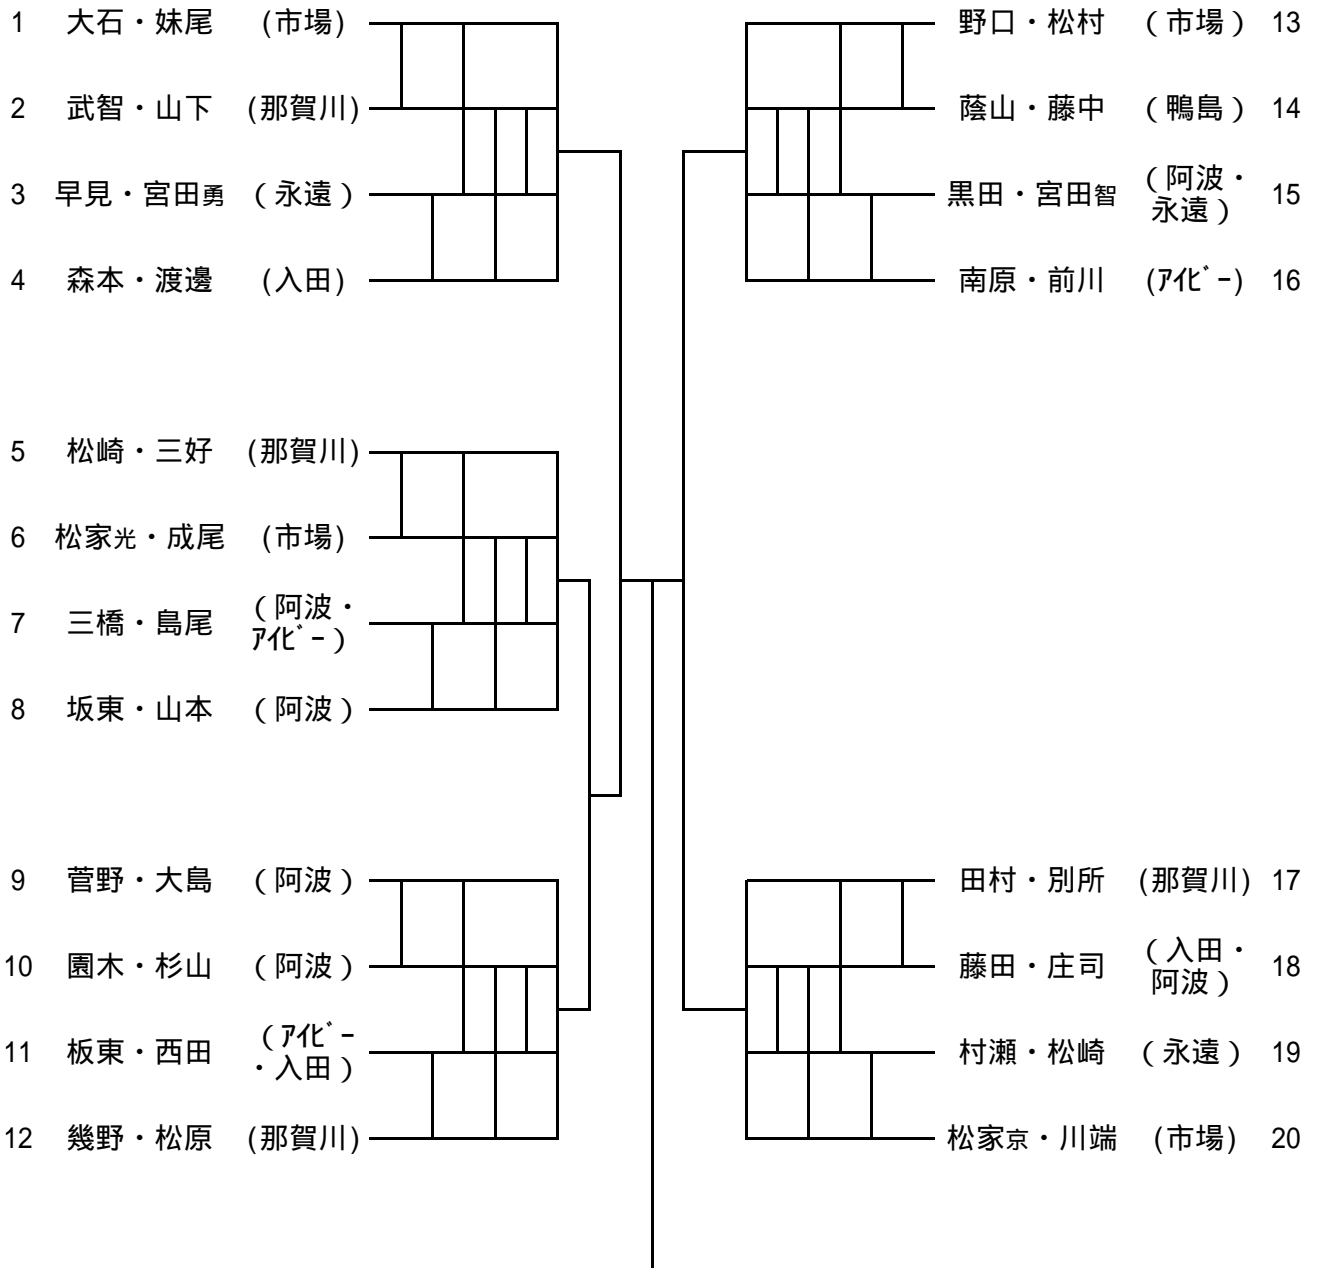 1 大石・妹尾 (市場)
2 武智・山下 (那賀川)
3 早見・宮田勇 (永遠)
4 森本・渡邊 (入田)
5 松崎・三好 (那賀川)
6 松家光・成尾 (市場)
7 三橋・島尾 (阿波・
ｱｲﾋﾞｰ)
8 坂東・山本 (阿波)
9 菅野・大島 (阿波)
10 園木・杉山 (阿波)
11 板東・西田 (ｱｲﾋﾞｰ
・入田)
12 幾野・松原 (那賀川)
野口・松村 (市場) 13
蔭山・藤中 (鴨島) 14
黒田・宮田智 (阿波・
永遠) 15
南原・前川 (ｱｲﾋﾞｰ) 16
田村・別所 (那賀川) 17
藤田・庄司 (入田・
阿波) 18
村瀬・松崎 (永遠) 19
松家京・川端 (市場) 20